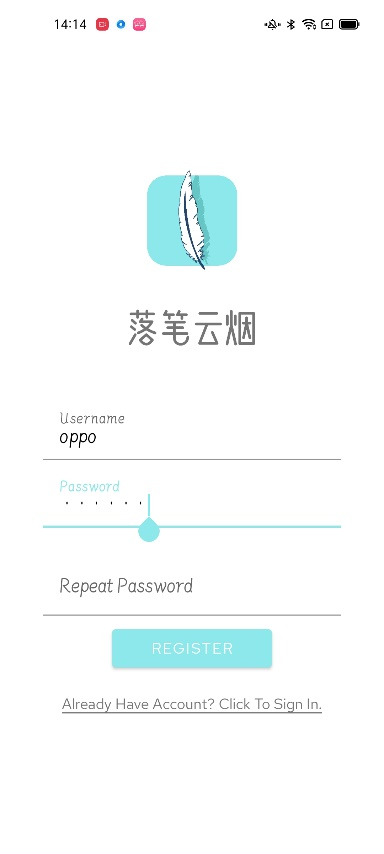 14:14
落笔云烟
Username
oppo
Password
Repeat Password
REGISTER
Already Have Account? Click To Sign In.